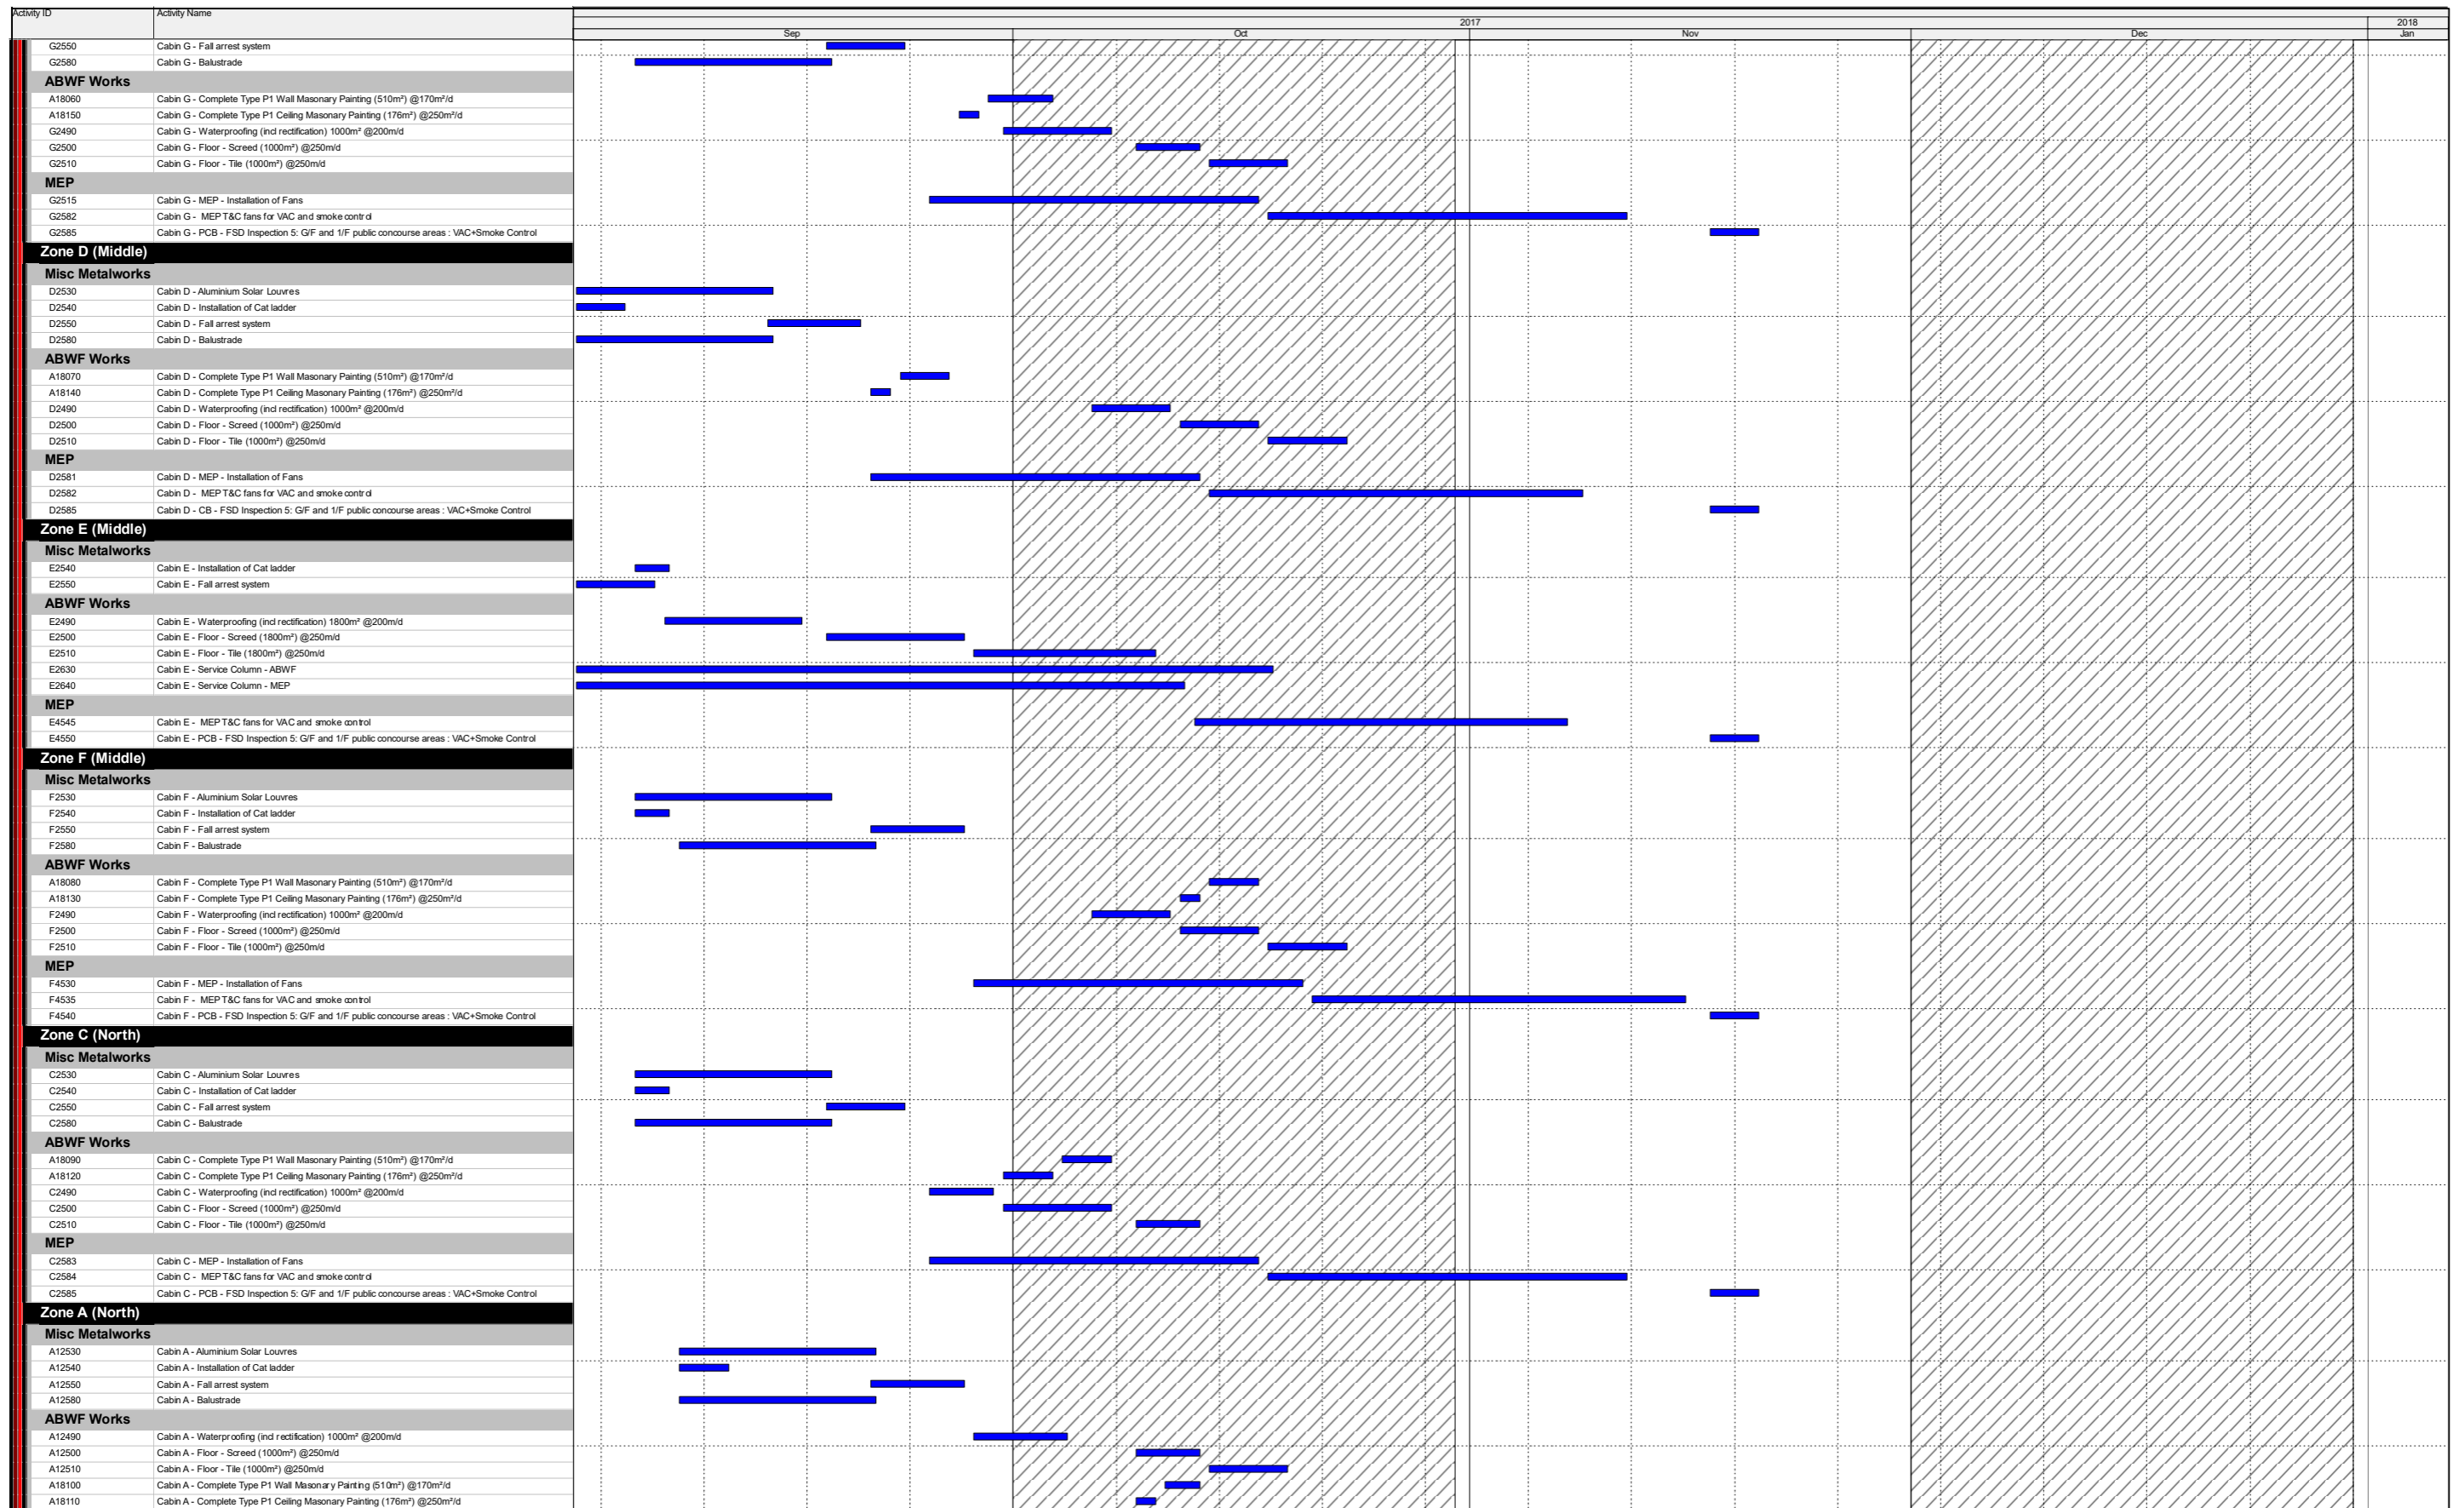 Activity ID Activity Name
2017 2018
Sep Oct Nov Dec Jan
G2550 Cabin G - Fall arrest system
G2580 Cabin G - Balustrade
ABWF Works
A18060 Cabin G - Complete Type P1 Wall Masonary Painting (510m²) @170m²/d
A18150 Cabin G - Complete Type P1 Ceiling Masonary Painting (176m²) @250m²/d
G2490 Cabin G - Waterproofing (incl rectification) 1000m² @200m/d
G2500 Cabin G - Floor - Screed (1000m²) @250m/d
G2510 Cabin G - Floor - Tile (1000m²) @250m/d
MEP
G2515 Cabin G - MEP - Installation of Fans
G2582 Cabin G - MEP T&C fans for VAC and smoke control
G2585 Cabin G - PCB - FSD Inspection 5: G/F and 1/F public concourse areas : VAC+Smoke Control
Zone D (Middle)
Misc Metalworks
D2530 Cabin D - Aluminium Solar Louvres
D2540 Cabin D - Installation of Cat ladder
D2550 Cabin D - Fall arrest system
D2580 Cabin D - Balustrade
ABWF Works
A18070 Cabin D - Complete Type P1 Wall Masonary Painting (510m²) @170m²/d
A18140 Cabin D - Complete Type P1 Ceiling Masonary Painting (176m²) @250m²/d
D2490 Cabin D - Waterproofing (incl rectification) 1000m² @200m/d
D2500 Cabin D - Floor - Screed (1000m²) @250m/d
D2510 Cabin D - Floor - Tile (1000m²) @250m/d
MEP
D2581 Cabin D - MEP - Installation of Fans
D2582 Cabin D - MEP T&C fans for VAC and smoke control
D2585 Cabin D - CB - FSD Inspection 5: G/F and 1/F public concourse areas : VAC+Smoke Control
Zone E (Middle)
Misc Metalworks
E2540 Cabin E - Installation of Cat ladder
E2550 Cabin E - Fall arrest system
ABWF Works
E2490 Cabin E - Waterproofing (incl rectification) 1800m² @200m/d
E2500 Cabin E - Floor - Screed (1800m²) @250m/d
E2510 Cabin E - Floor - Tile (1800m²) @250m/d
E2630 Cabin E - Service Column - ABWF
E2640 Cabin E - Service Column - MEP
MEP
E4545 Cabin E - MEP T&C fans for VAC and smoke control
E4550 Cabin E - PCB - FSD Inspection 5: G/F and 1/F public concourse areas : VAC+Smoke Control
Zone F (Middle)
Misc Metalworks
F2530 Cabin F - Aluminium Solar Louvres
F2540 Cabin F - Installation of Cat ladder
F2550 Cabin F - Fall arrest system
F2580 Cabin F - Balustrade
ABWF Works
A18080 Cabin F - Complete Type P1 Wall Masonary Painting (510m²) @170m²/d
A18130 Cabin F - Complete Type P1 Ceiling Masonary Painting (176m²) @250m²/d
F2490 Cabin F - Waterproofing (incl rectification) 1000m² @200m/d
F2500 Cabin F - Floor - Screed (1000m²) @250m/d
F2510 Cabin F - Floor - Tile (1000m²) @250m/d
MEP
F4530 Cabin F - MEP - Installation of Fans
F4535 Cabin F - MEP T&C fans for VAC and smoke control
F4540 Cabin F - PCB - FSD Inspection 5: G/F and 1/F public concourse areas : VAC+Smoke Control
Zone C (North)
Misc Metalworks
C2530 Cabin C - Aluminium Solar Louvres
C2540 Cabin C - Installation of Cat ladder
C2550 Cabin C - Fall arrest system
C2580 Cabin C - Balustrade
ABWF Works
A18090 Cabin C - Complete Type P1 Wall Masonary Painting (510m²) @170m²/d
A18120 Cabin C - Complete Type P1 Ceiling Masonary Painting (176m²) @250m²/d
C2490 Cabin C - Waterproofing (incl rectification) 1000m² @200m/d
C2500 Cabin C - Floor - Screed (1000m²) @250m/d
C2510 Cabin C - Floor - Tile (1000m²) @250m/d
MEP
C2583 Cabin C - MEP - Installation of Fans
C2584 Cabin C - MEP T&C fans for VAC and smoke control
C2585 Cabin C - PCB - FSD Inspection 5: G/F and 1/F public concourse areas : VAC+Smoke Control
Zone A (North)
Misc Metalworks
A12530 Cabin A - Aluminium Solar Louvres
A12540 Cabin A - Installation of Cat ladder
A12550 Cabin A - Fall arrest system
A12580 Cabin A - Balustrade
ABWF Works
A12490 Cabin A - Waterproofing (incl rectification) 1000m² @200m/d
A12500 Cabin A - Floor - Screed (1000m²) @250m/d
A12510 Cabin A - Floor - Tile (1000m²) @250m/d
A18100 Cabin A - Complete Type P1 Wall Masonary Painting (510m²) @170m²/d
A18110 Cabin A - Complete Type P1 Ceiling Masonary Painting (176m²) @250m²/d